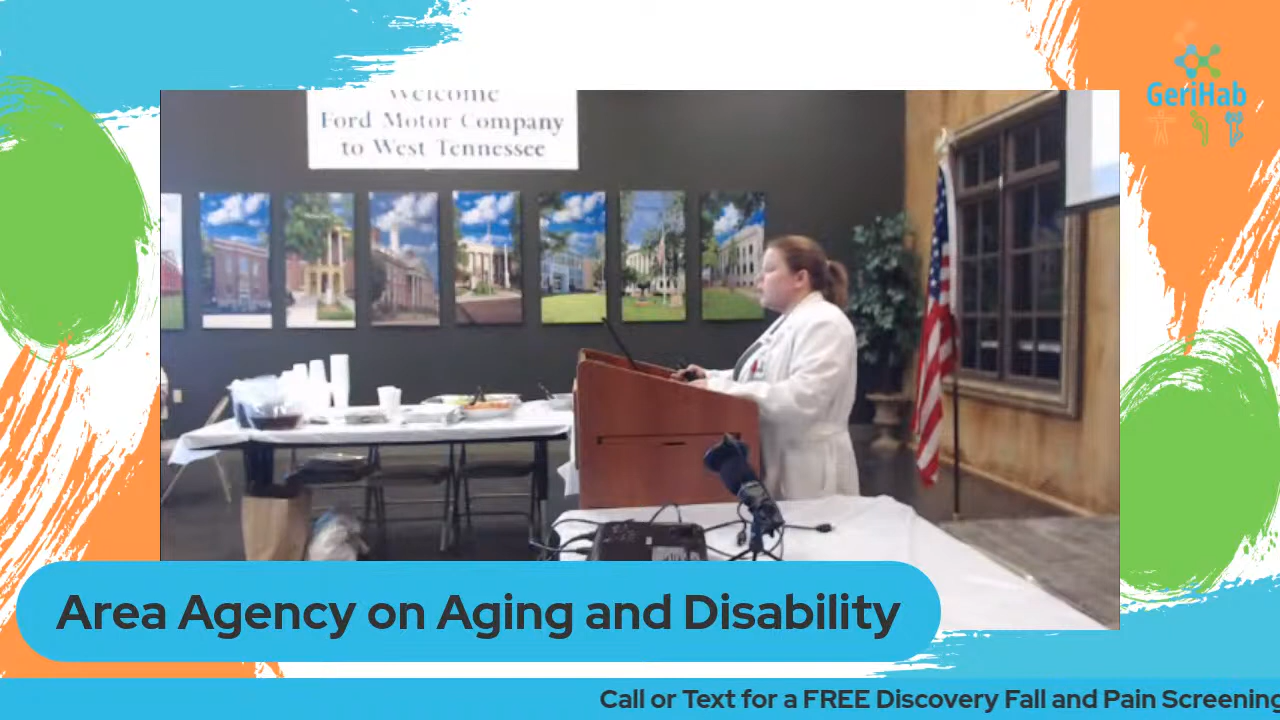 GeriHab
Welcome
Ford Motor Company
to West Tennessee
Area Agency on Aging and Disability
Call or Text for a FREE Discovery Fall and Pain Screening